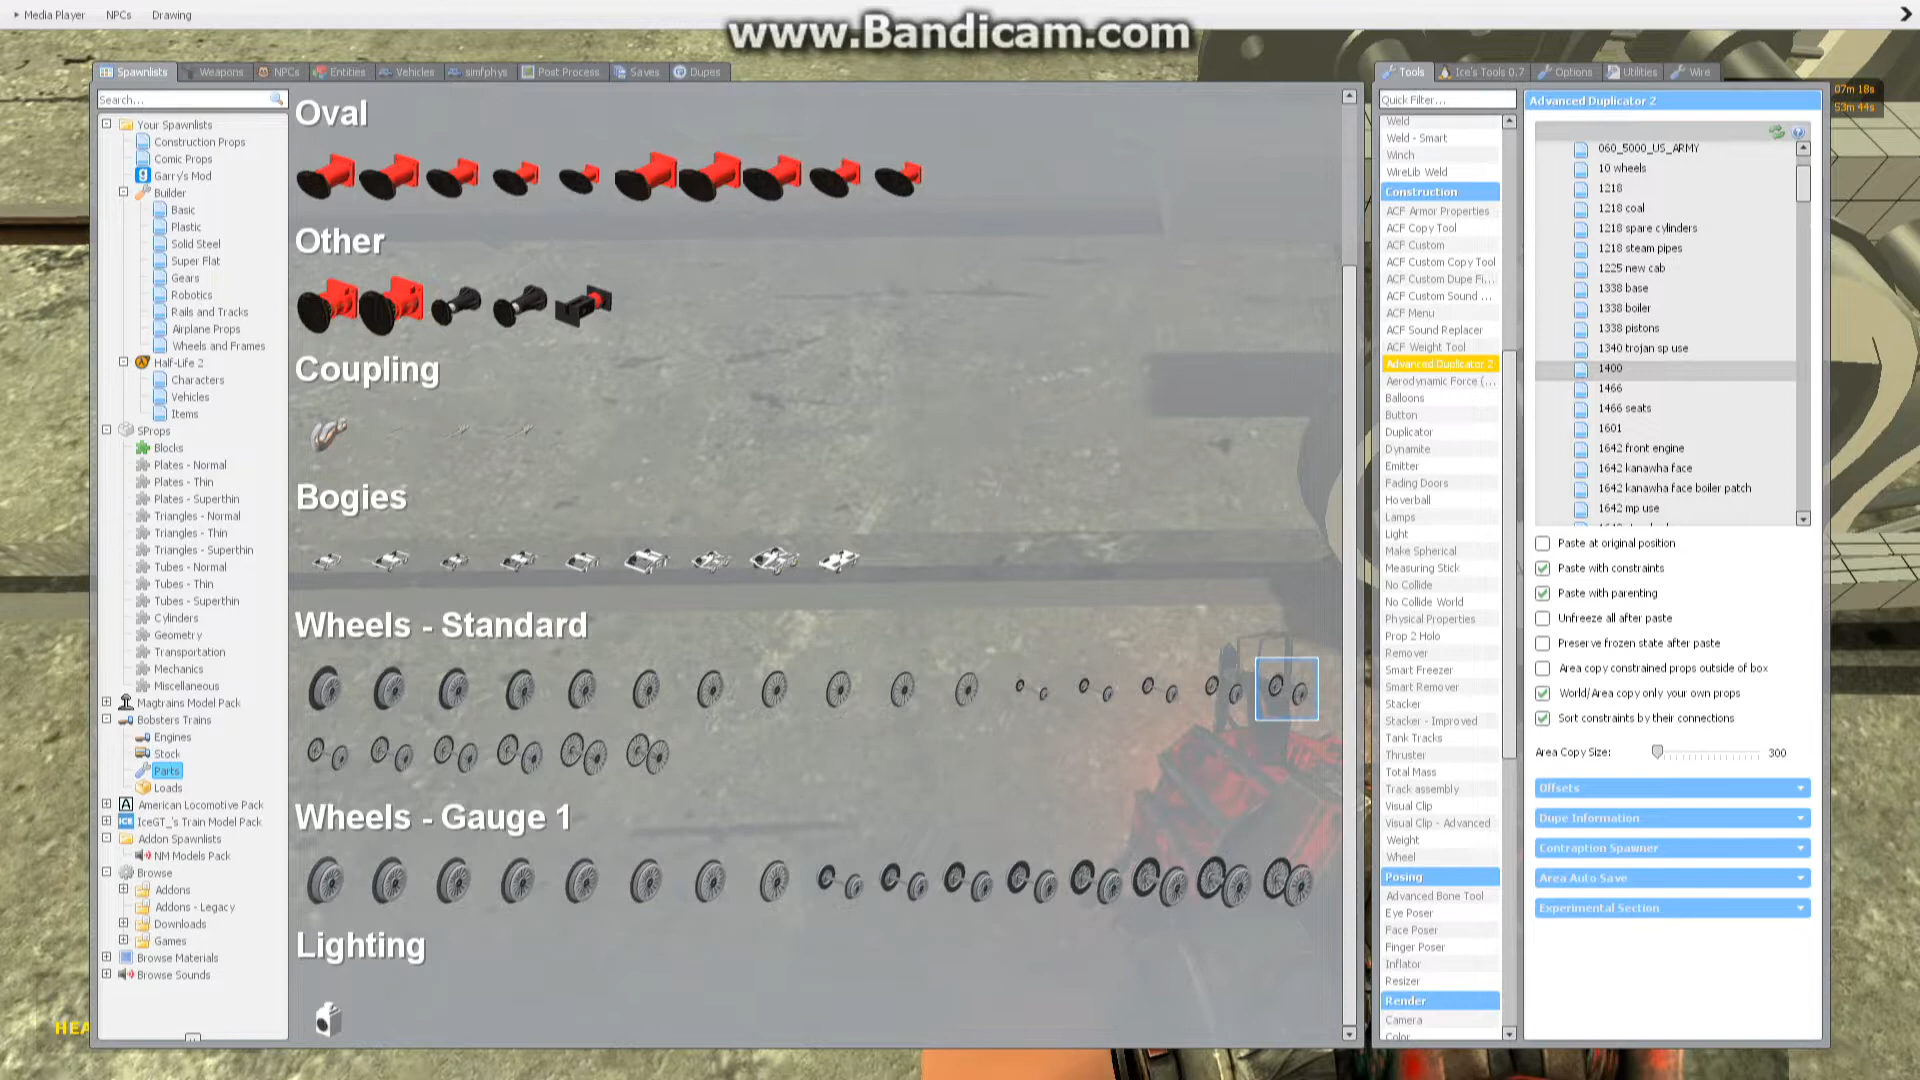 Media Player NPCs Drawing
www.Bandicam.com
Spawnlists Weapons NPCs Entities Vehicles simfphys Post Process Saves Dupes
Search...
Your Spawnlists
Construction Props
Comic Props
Garry's Mod
Builder
Basic
Plastic
Solid Steel
Super Flat
Gears
Robotics
Rails and Tracks
Airplane Props
Wheels and Frames
Half-Life 2
Characters
Vehicles
Items
SProps
Blocks
Plates - Normal
Plates - Thin
Plates - Superthin
Triangles - Normal
Triangles - Thin
Triangles - Superthin
Tubes - Normal
Tubes - Thin
Tubes - Superthin
Cylinders
Geometry
Transportation
Mechanics
Miscellaneous
Magtrains Model Pack
Bobsters Trains
Engines
Stock
Parts
Loads
American Locomotive Pack
IceGT_'s Train Model Pack
Addon Spawnlists
NM Models Pack
Browse
Addons
Addons - Legacy
Downloads
Games
Browse Materials
Browse Sounds
HEA
Oval
Other
Coupling
Bogies
Wheels - Standard
Wheels - Gauge 1
Lighting
Tools Ice's Tools 0.7 Options Utilities Wire
Quick Filter...
Weld
Weld - Smart
Winch
WireLib Weld
Construction
ACF Armor Properties
ACF Copy Tool
ACF Custom
ACF Custom Copy Tool
ACF Custom Dupe Fi...
ACF Custom Sound ...
ACF Menu
ACF Sound Replacer
ACF Weight Tool
Advanced Duplicator 2
Aerodynamic Force (...
Balloons
Button
Duplicator
Dynamite
Emitter
Fading Doors
Hoverball
Lamps
Light
Make Spherical
Measuring Stick
No Collide
No Collide World
Physical Properties
Prop 2 Holo
Remover
Smart Freezer
Smart Remover
Stacker
Stacker - Improved
Tank Tracks
Thruster
Total Mass
Track assembly
Visual Clip
Visual Clip - Advanced
Weight
Wheel
Posing
Advanced Bone Tool
Eye Poser
Face Poser
Finger Poser
Inflator
Resizer
Render
Camera
Color
Advanced Duplicator 2
060_5000_US_ARMY
10 wheels
1218
1218 coal
1218 spare cylinders
1218 steam pipes
1225 new cab
1338 base
1338 boiler
1338 pistons
1340 trojan sp use
1400
1466
1466 seats
1601
1642 front engine
1642 kanawha face
1642 kanawha face boiler patch
1642 mp use
Paste at original position
Paste with constraints
Paste with parenting
Unfreeze all after paste
Preserve frozen state after paste
Area copy constrained props outside of box
World/Area copy only your own props
Sort constraints by their connections
Area Copy Size: 300
Offsets
Dupe Information
Contraption Spawner
Area Auto Save
Experimental Section
07m 18s
53m 44s